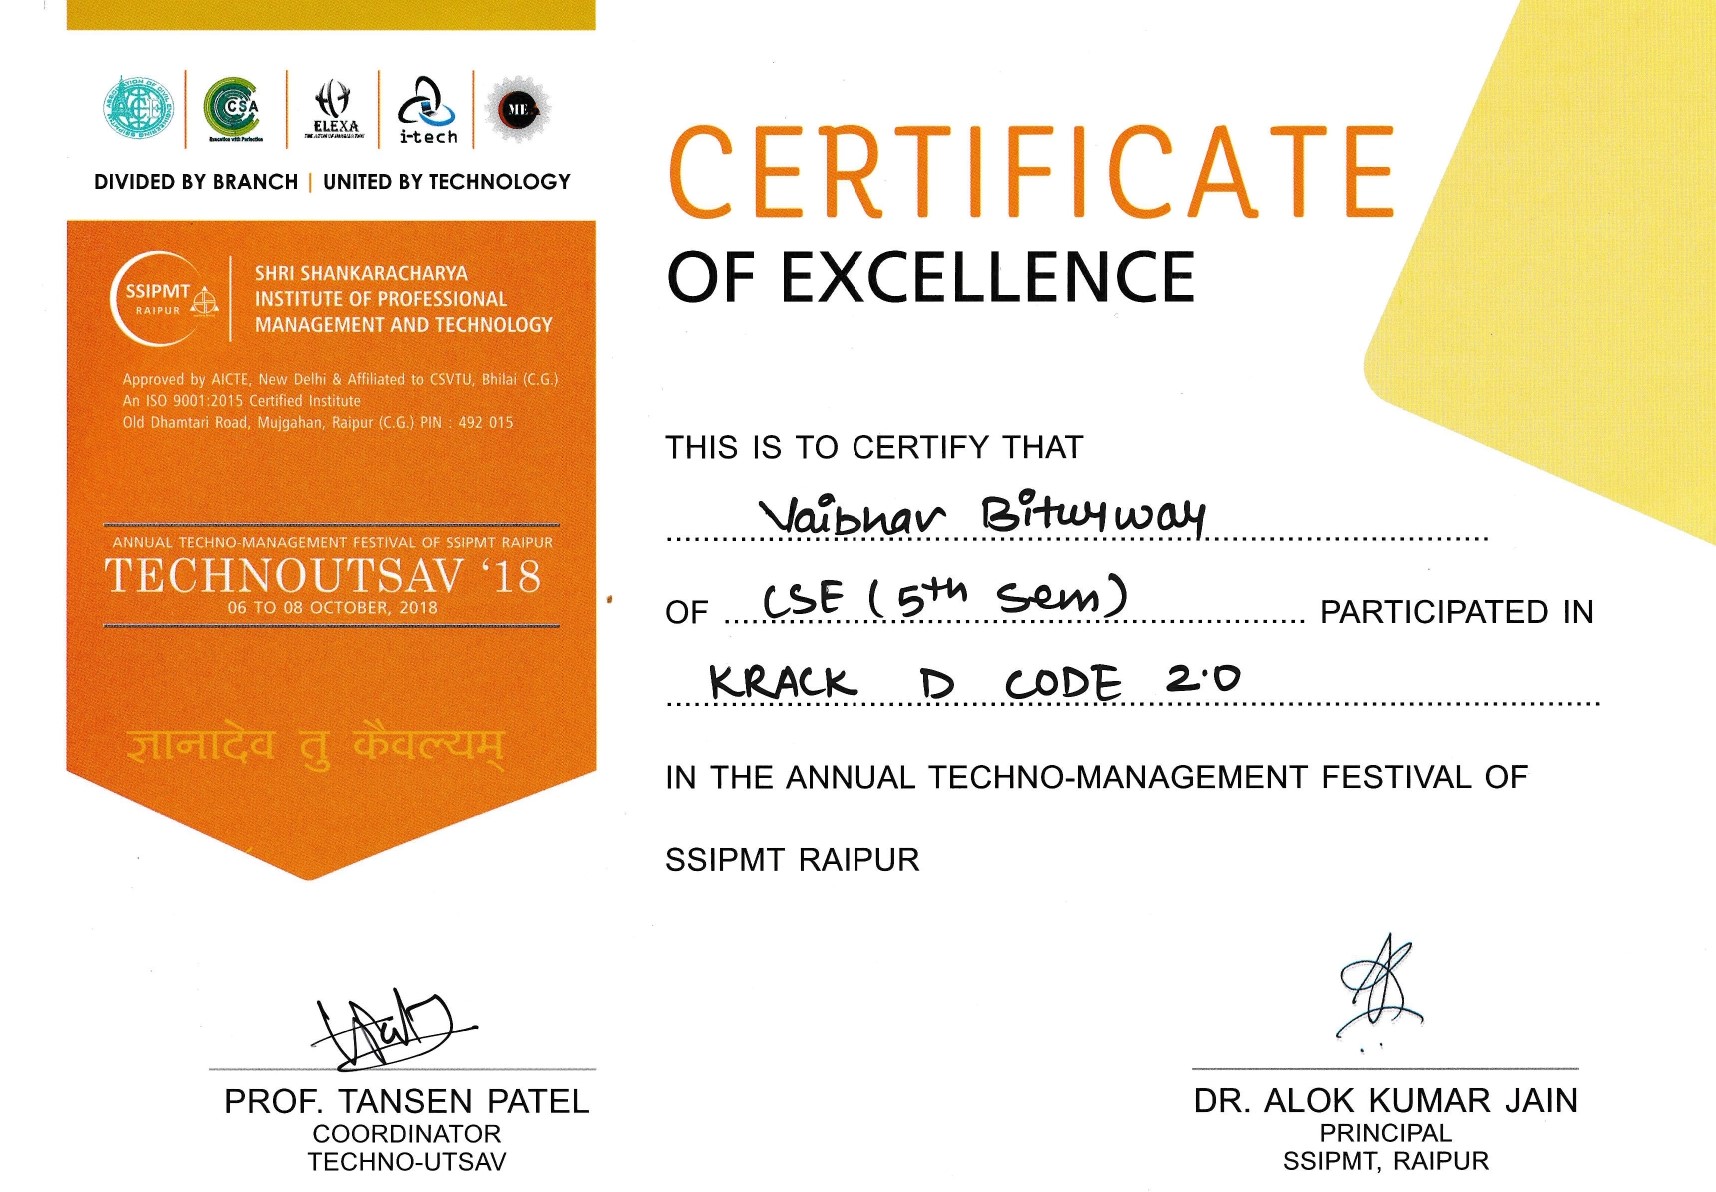 CSA
Execution with Perfection
ELEXA
i-tech
ME
DIVIDED BY BRANCH | UNITED BY TECHNOLOGY
SSIPMT
RAIPUR
SHRI SHANKARACHARYA
INSTITUTE OF PROFESSIONAL
MANAGEMENT AND TECHNOLOGY
Approved by AICTE, New Delhi & Affiliated to CSVTU, Bhilai (C.G.)
An ISO 9001:2015 Certified Institute
Old Dhamtari Road, Mujgahan, Raipur (C.G.) PIN : 492 015
ANNUAL TECHNO-MANAGEMENT FESTIVAL OF SSIPMT RAIPUR
TECHNOUTSAV ‘18
06 TO 08 OCTOBER, 2018
ज्ञानादेव तु कैवल्यम्
CERTIFICATE
OF EXCELLENCE
THIS IS TO CERTIFY THAT
Vaibhav Bitwyway
OF CSE (5th sem) PARTICIPATED IN
KRACK D CODE 2.0
IN THE ANNUAL TECHNO-MANAGEMENT FESTIVAL OF
SSIPMT RAIPUR
PROF. TANSEN PATEL
COORDINATOR
TECHNO-UTSAV
DR. ALOK KUMAR JAIN
PRINCIPAL
SSIPMT, RAIPUR